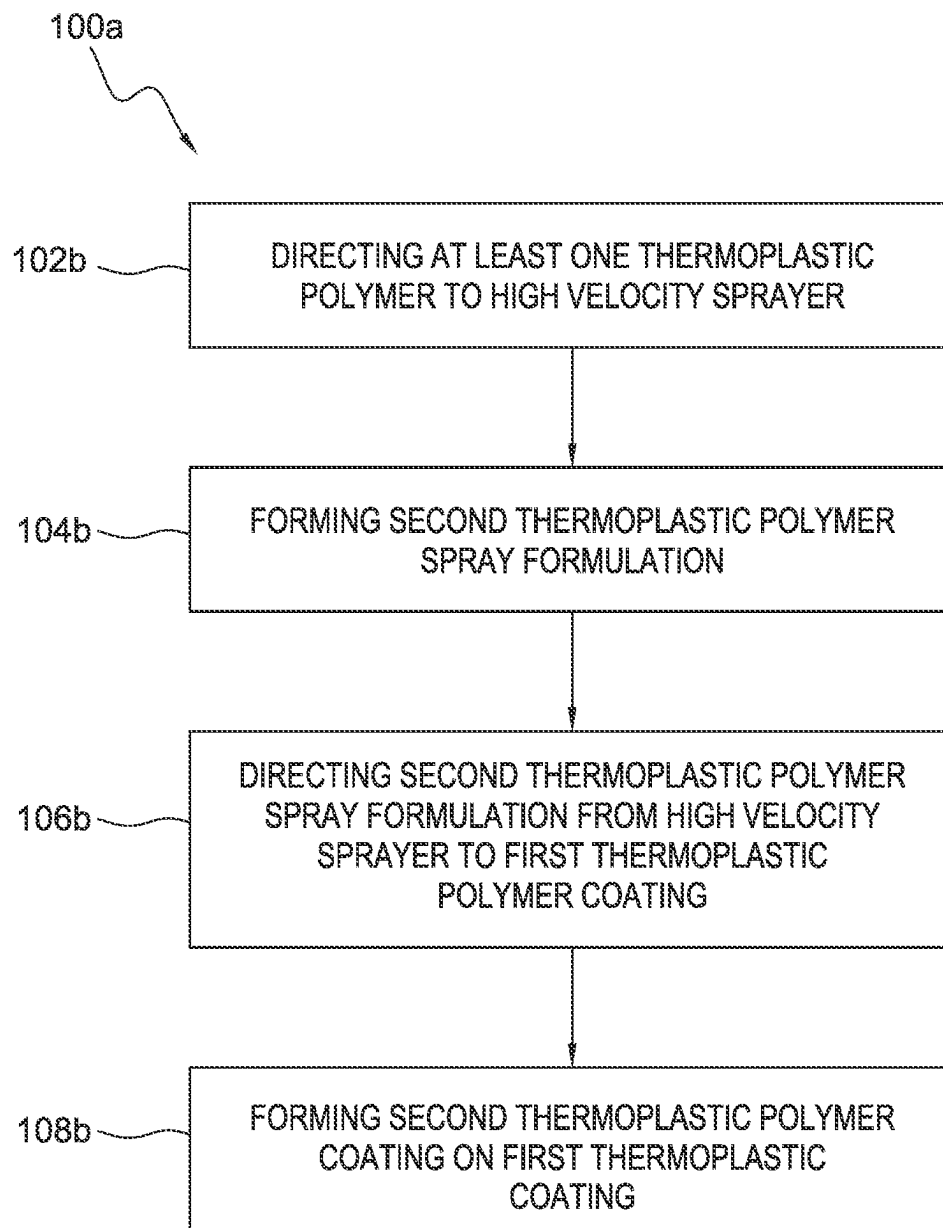 100a
102b
DIRECTING AT LEAST ONE THERMOPLASTIC
POLYMER TO HIGH VELOCITY SPRAYER
104b
FORMING SECOND THERMOPLASTIC POLYMER
SPRAY FORMULATION
106b
DIRECTING SECOND THERMOPLASTIC POLYMER
SPRAY FORMULATION FROM HIGH VELOCITY
SPRAYER TO FIRST THERMOPLASTIC
POLYMER COATING
108b
FORMING SECOND THERMOPLASTIC POLYMER
COATING ON FIRST THERMOPLASTIC
COATING